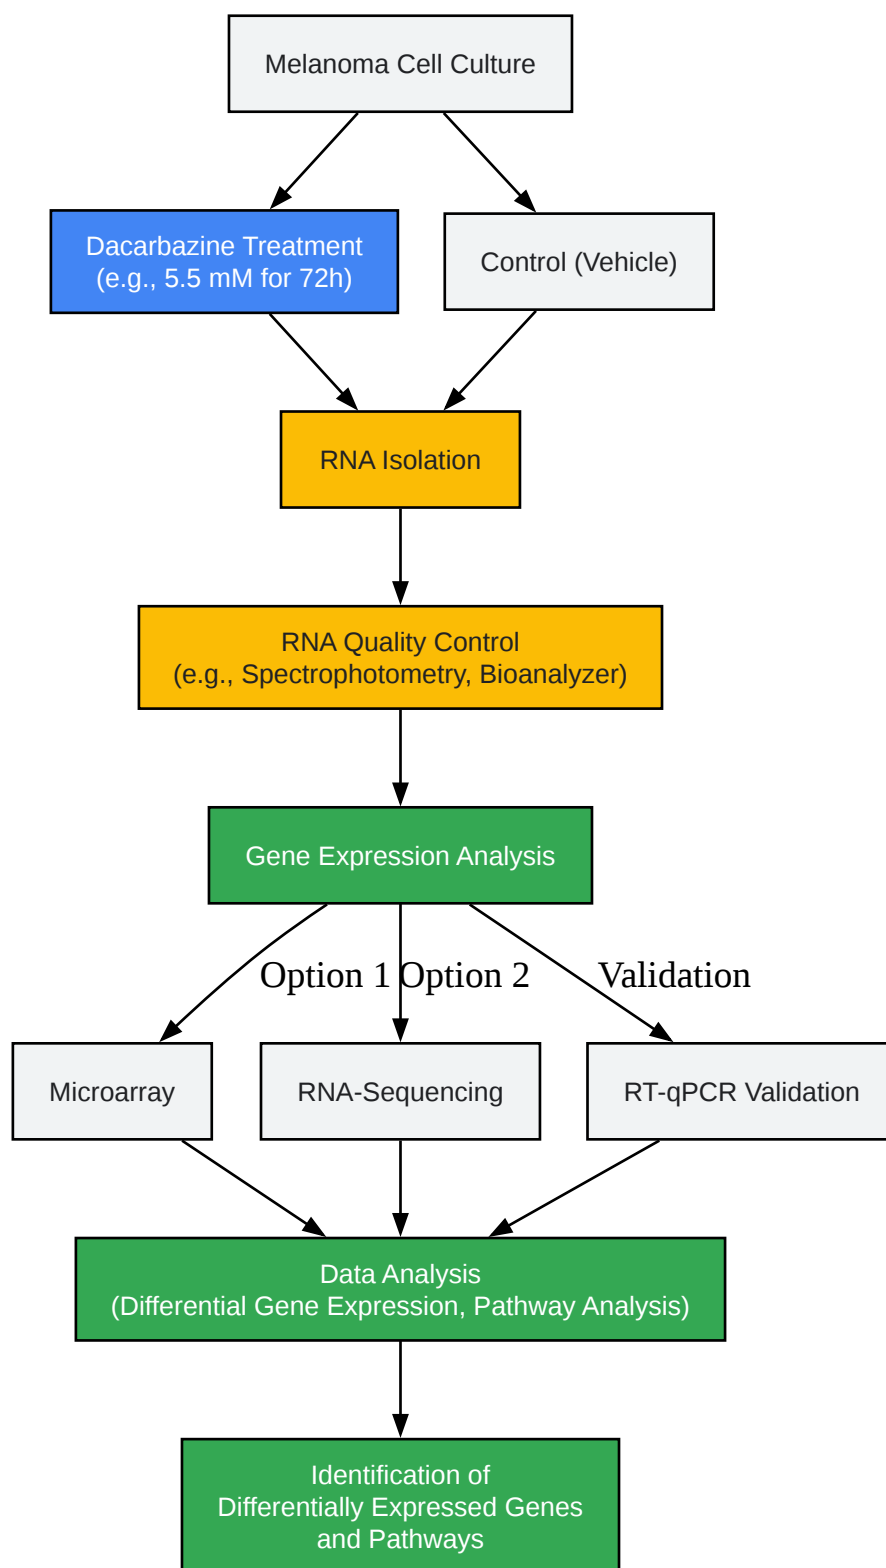 Melanoma Cell Culture
Dacarbazine Treatment
(e.g., 5.5 mM for 72h)
Control (Vehicle)
RNA Isolation
RNA Quality Control
(e.g., Spectrophotometry, Bioanalyzer)
Gene Expression Analysis
Option 1
Option 2
Validation
Microarray
RNA-Sequencing
RT-qPCR Validation
Data Analysis
(Differential Gene Expression, Pathway Analysis)
Identification of
Differentially Expressed Genes
and Pathways